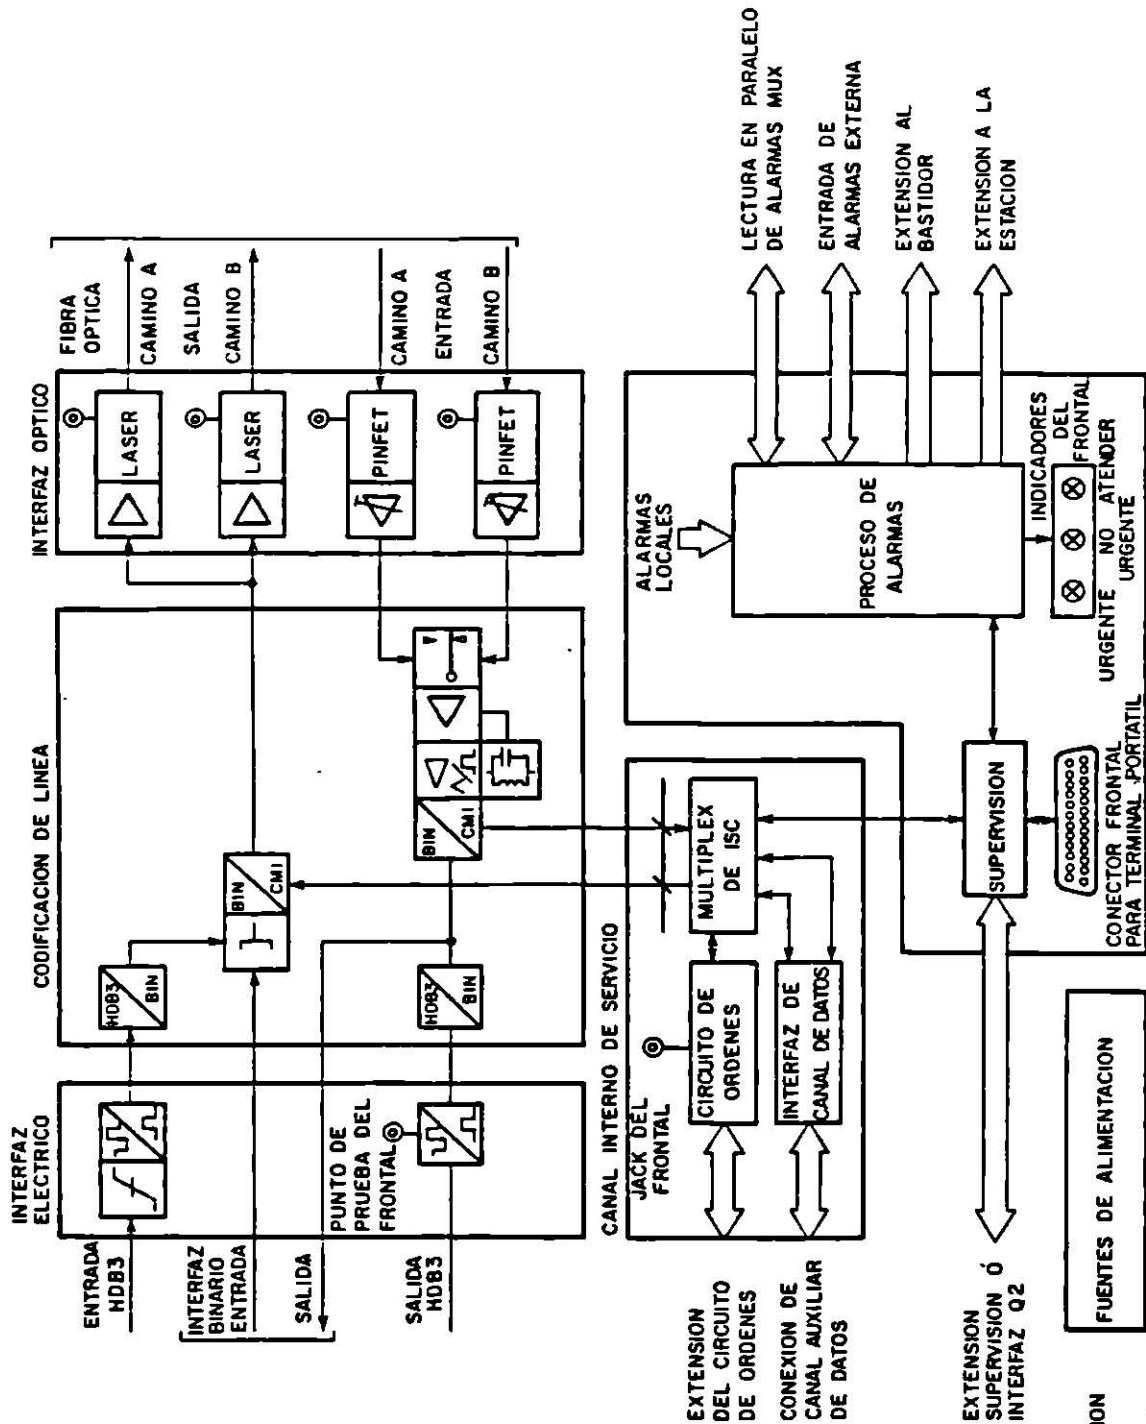 INTERFAZ
ELECTRICO
ENTRADA
HDB3
INTERFAZ
BINARIO
ENTRADA
SALIDA
SALIDA
HDB3
PUNTO DE
PRUEBA DEL
FRONTAL
CODIFICACION DE LINEA
HDB3
BIN
BIN
CMI
HDB3
BIN
BIN
CMI
INTERFAZ OPTICO
LASER
LASER
PINFET
PINFET
FIBRA
OPTICA
CAMINO A
SALIDA
CAMINO B
CAMINO A
ENTRADA
CAMINO B
CANAL INTERNO DE SERVICIO
JACK DEL
FRONTAL
CIRCUITO DE
ORDENES
INTERFAZ DE
CANAL DE DATOS
MULTIPLEX
DE ISC
EXTENSION
DEL CIRCUITO
DE ORDENES
CONEXION DE
CANAL AUXILIAR
DE DATOS
ALARMAS
LOCALES
PROCESO DE
ALARMAS
LECTURA EN PARALELO
DE ALARMAS MUX
ENTRADA DE
ALARMAS EXTERNA
EXTENSION AL
BASTIDOR
EXTENSION A LA
ESTACION
INDICADORES
DEL
FRONTAL
URGENTE NO ATENDER
URGENTE
SUPERVISION
CONECTOR FRONTAL
PARA TERMINAL PORTATIL
EXTENSION
SUPERVISION Ó
INTERFAZ Q2
FUENTES DE ALIMENTACION